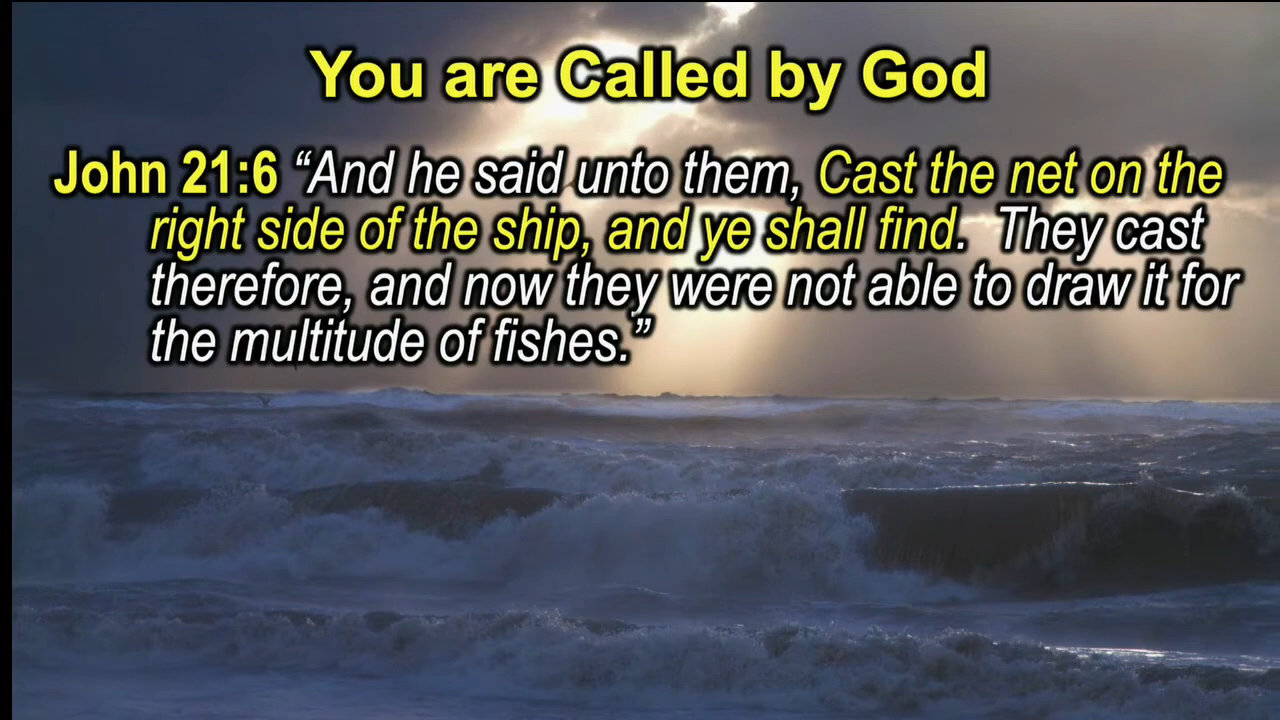 You are Called by God
John 21:6 “And he said unto them, Cast the net on the
right side of the ship, and ye shall find. They cast
therefore, and now they were not able to draw it for
the multitude of fishes.”